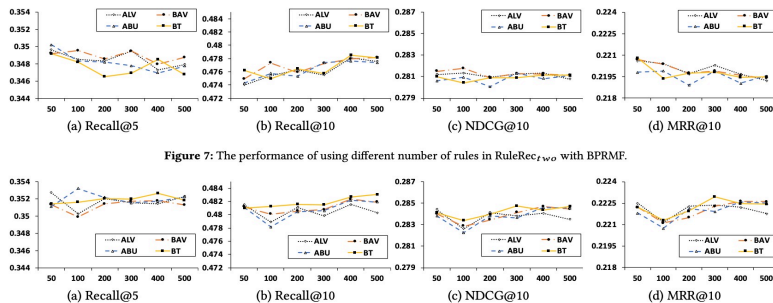 0.354 0.352 0.35 0.348 0.346 0.344
ALV BAV ABU BT
50 100 200 300 400 500
(a) Recall@5
0.484 0.482 0.48 0.478 0.476 0.474 0.472
ALV BAV ABU BT
50 100 200 300 400 500
(b) Recall@10
0.287 0.285 0.283 0.281 0.279
ALV BAV ABU BT
50 100 200 300 400 500
(c) NDCG@10
0.2225 0.221 0.2195 0.218
ALV BAV ABU BT
50 100 200 300 400 500
(d) MRR@10
Figure 7: The performance of using different number of rules in RuleRectwo with BPRMF.
0.354 0.352 0.35 0.348 0.346 0.344
ALV BAV ABU BT
50 100 200 300 400 500
(a) Recall@5
0.484 0.482 0.48 0.478 0.476 0.474 0.472
ALV BAV ABU BT
50 100 200 300 400 500
(b) Recall@10
0.287 0.285 0.283 0.281 0.279
ALV BAV ABU BT
50 100 200 300 400 500
(c) NDCG@10
0.224 0.2225 0.221 0.2195 0.218
ALV BAV ABU BT
50 100 200 300 400 500
(d) MRR@10